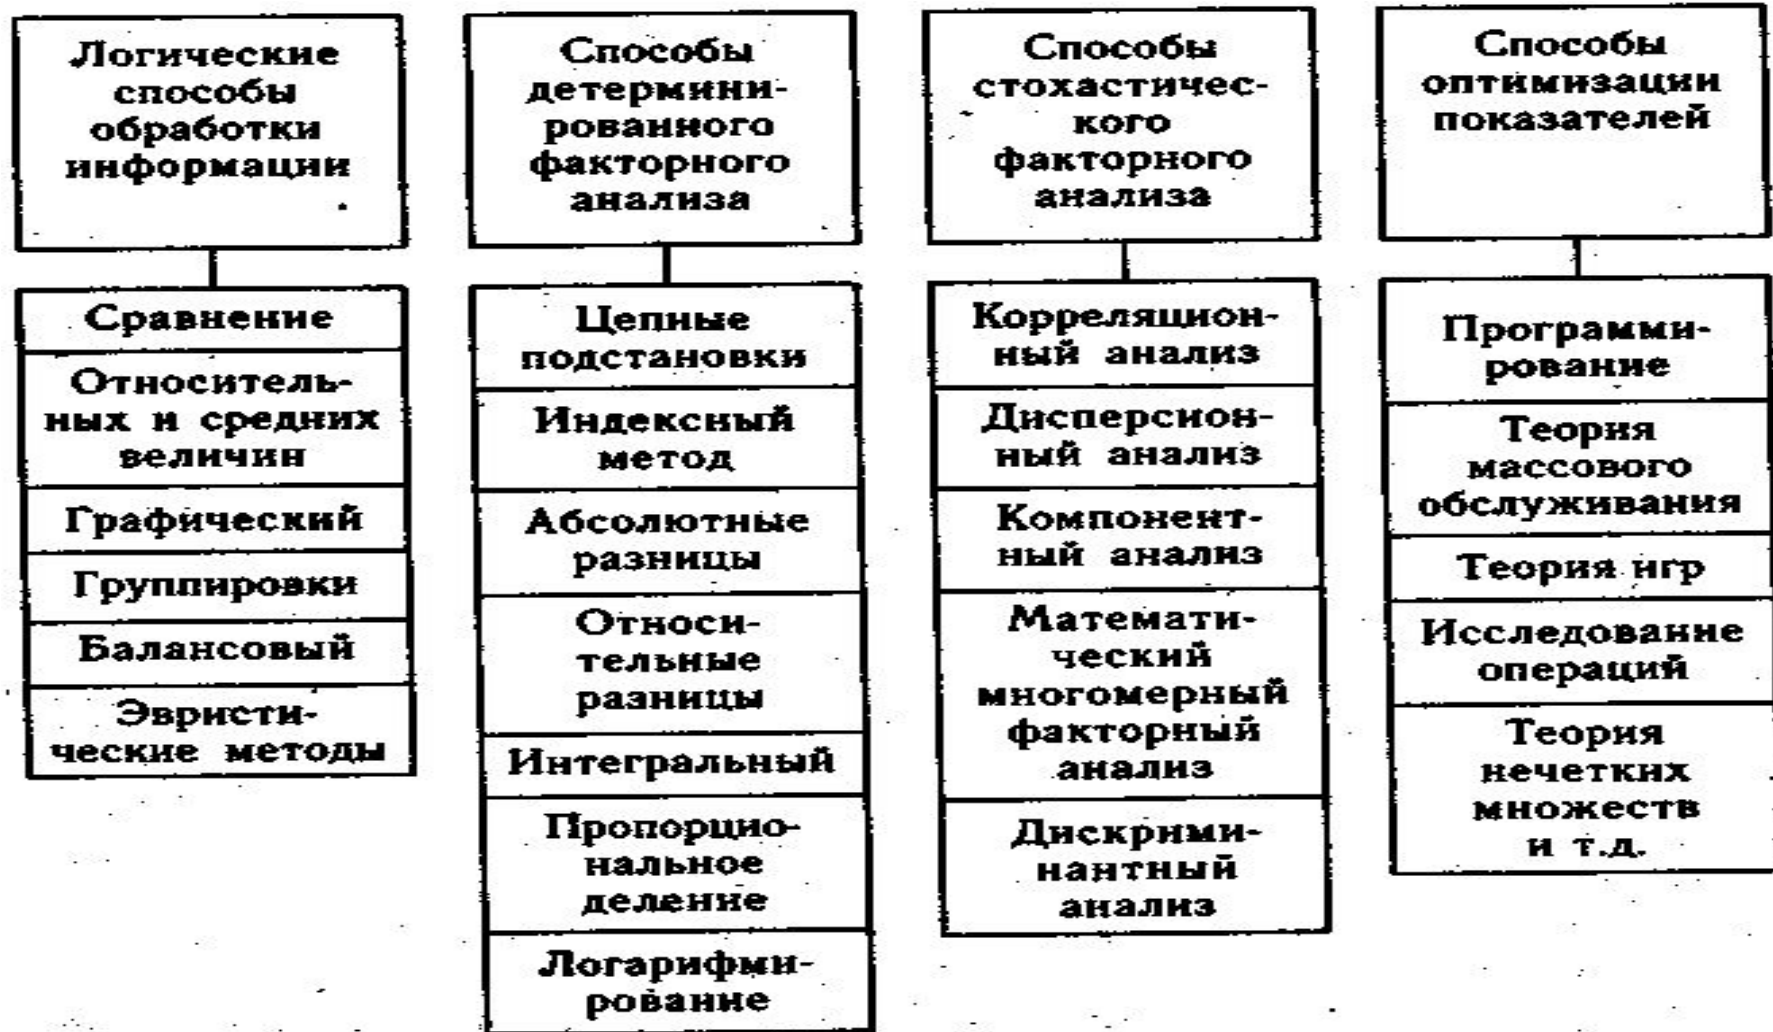 Логические
способы
обработки
информации
Сравнение
Относитель-
ных и средних
величин
Графический
Группировки
Балансовый
Эвристи-
ческие методы
Способы
детермини-
рованного
факторного
анализа
Цепные
подстановки
Индексный
метод
Абсолютные
разницы
Относи-
тельные
разницы
Интегральный
Пропорцио-
нальное
деление
Логарифми-
рование
Способы
стохастичес-
кого
факторного
анализа
Корреляцион-
ный анализ
Дисперсион-
ный анализ
Компонент-
ный анализ
Математи-
ческий
многомерный
факторный
анализ
Дискрими-
нантный
анализ
Способы
оптимизации
показателей
Программи-
рование
Теория
массового
обслуживания
Теория игр
Исследование
операций
Теория
нечетких
множеств
и т.д.